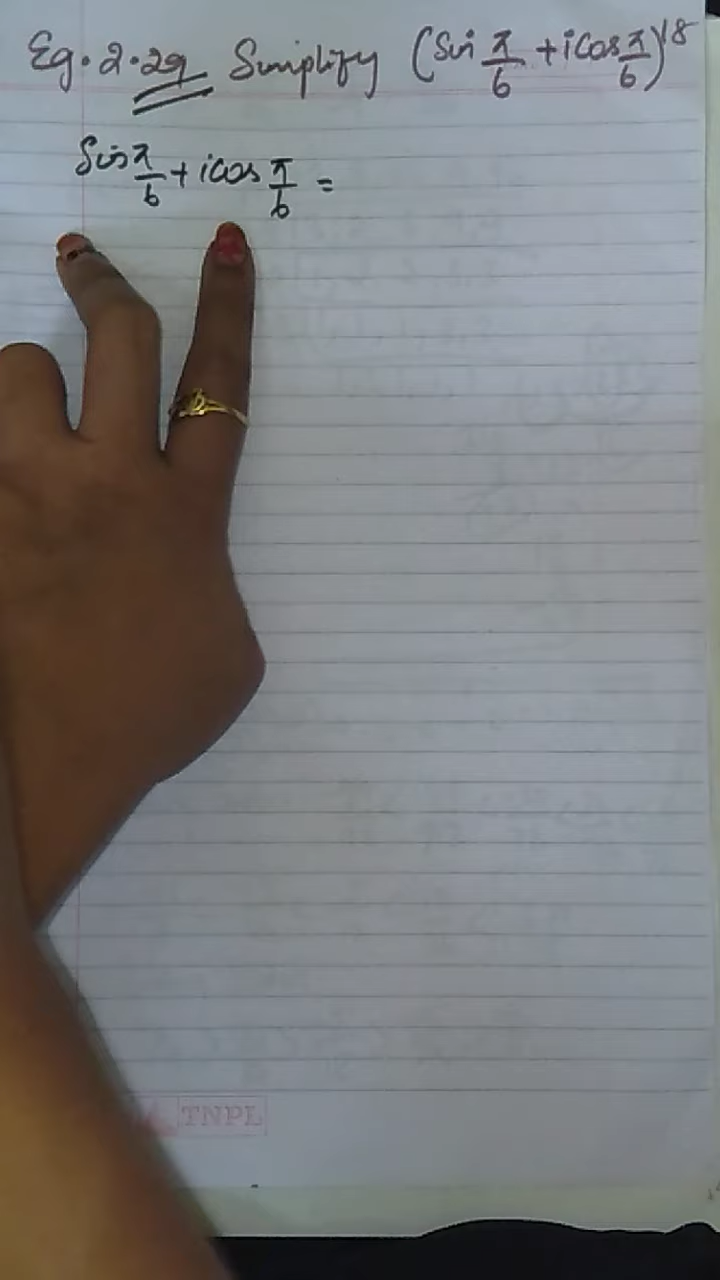 Eg. 2.29 Simplify (Sin π/6 + i Cos π/6)^18
Sin π/6 + i cos π/6 =
TNPL